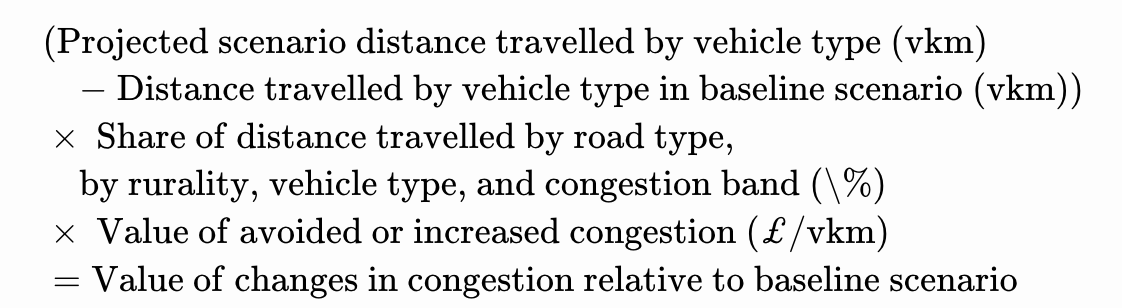 (Projected scenario distance travelled by vehicle type (vkm)
− Distance travelled by vehicle type in baseline scenario (vkm))
× Share of distance travelled by road type,
by rurality, vehicle type, and congestion band (\%)
× Value of avoided or increased congestion (£/vkm)
= Value of changes in congestion relative to baseline scenario